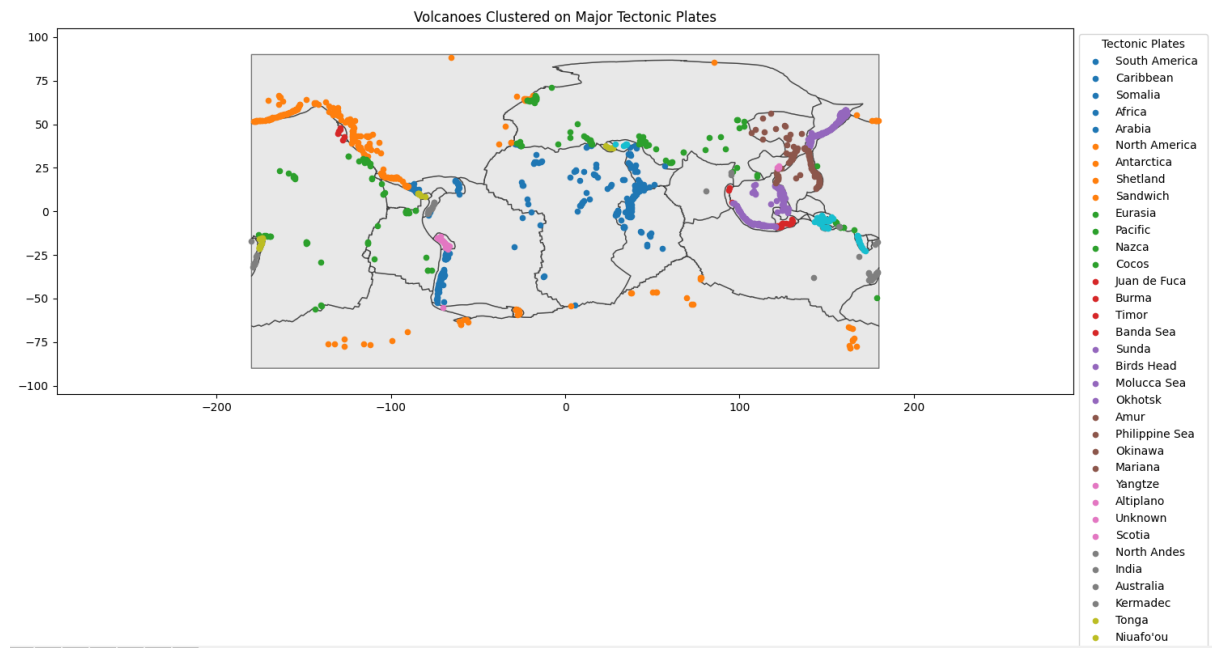 Volcanoes Clustered on Major Tectonic Plates
100
75
50
25
0
−25
−50
−75
−100
−200
−100
0
100
200
Tectonic Plates
South America
Caribbean
Somalia
Africa
Arabia
North America
Antarctica
Shetland
Sandwich
Eurasia
Pacific
Nazca
Cocos
Juan de Fuca
Burma
Timor
Banda Sea
Sunda
Birds Head
Molucca Sea
Okhotsk
Amur
Philippine Sea
Okinawa
Mariana
Yangtze
Altiplano
Unknown
Scotia
North Andes
India
Australia
Kermadec
Tonga
Niuafo'ou